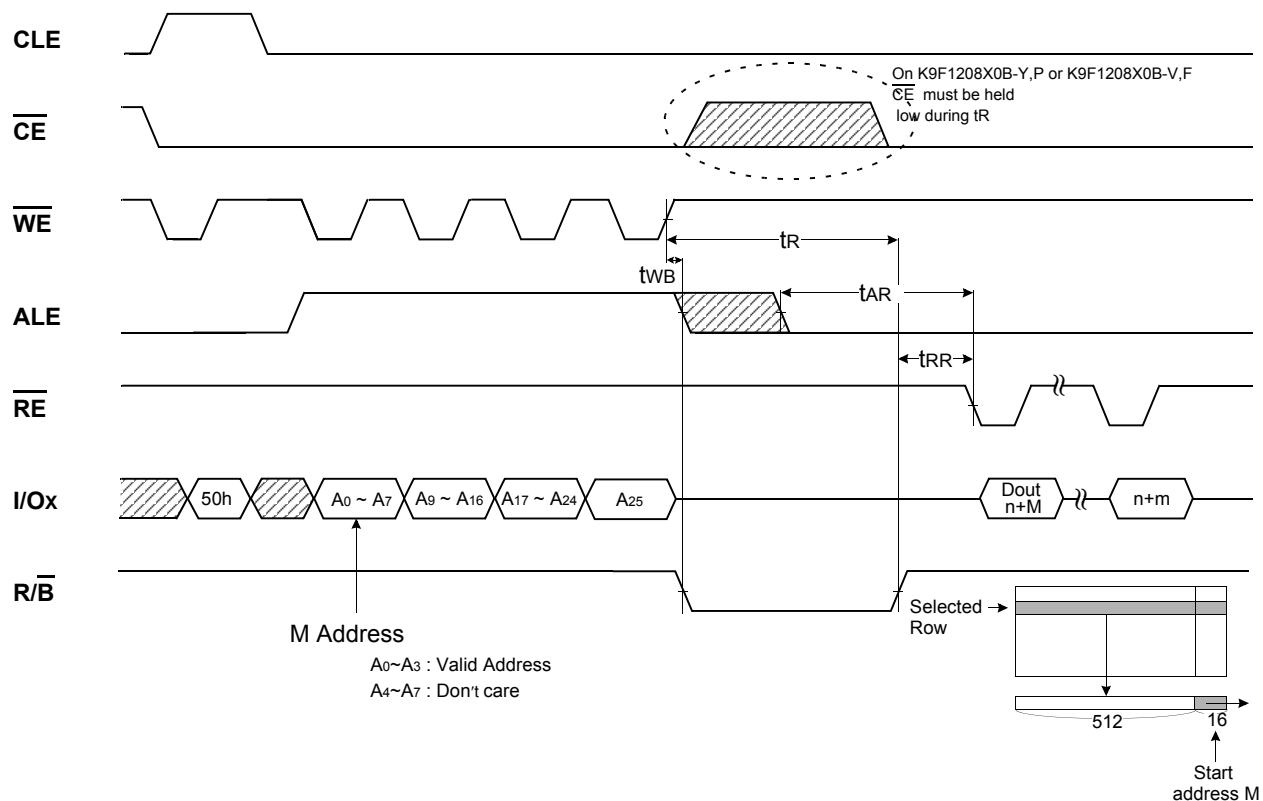 CLE
On K9F1208X0B-Y,P or K9F1208X0B-V,F
CE must be held
low during tR
CE
WE
tR
tWB
tAR
ALE
tRR
RE
I/Ox
50h
A0 ~ A7
A9 ~ A16
A17 ~ A24
A25
Dout
n+M
n+m
R/B
Selected
Row
M Address
A0~A3 : Valid Address
A4~A7 : Don't care
512
16
Start
address M